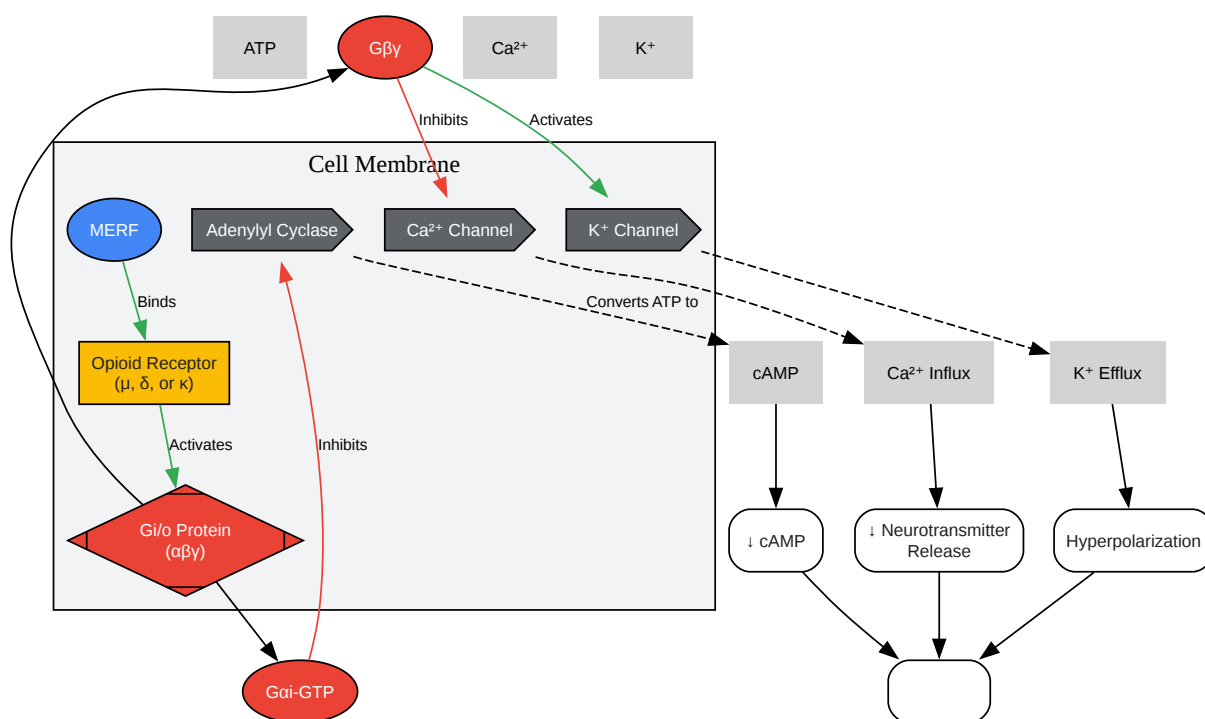 ATP
Gβγ
Ca²⁺
K⁺
Inhibits
Activates
Cell Membrane
MERF
Adenylyl Cyclase
Ca²⁺ Channel
K⁺ Channel
Binds
Converts ATP to
Opioid Receptor
(μ, δ, or κ)
cAMP
Ca²⁺ Influx
K⁺ Efflux
Activates
Inhibits
Gi/o Protein
(αβγ)
↓ cAMP
↓ Neurotransmitter
Release
Hyperpolarization
Gαi-GTP